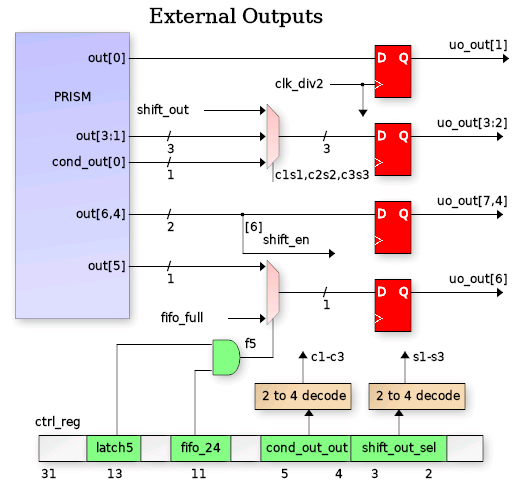 External Outputs
uo_out[1]
out[0]
D Q
clk_div2
PRISM
shift_out
uo_out[3:2]
out[3:1]
D Q
3
3
cond_out[0]
1
c1s1,c2s2,c3s3
uo_out[7,4]
out[6,4]
D Q
2
[6]
shift_en
out[5]
uo_out[6]
1
D Q
1
fifo_full
f5
c1-c3
s1-s3
2 to 4 decode
2 to 4 decode
ctrl_reg
latch5
fifo_24
cond_out_out
shift_out_sel
31
13
11
5
4
3
2